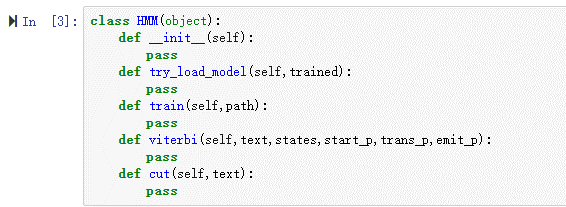 In [3]: class HMM(object):
    def __init__(self):
        pass
    def try_load_model(self,trained):
        pass
    def train(self,path):
        pass
    def viterbi(self,text,states,start_p,trans_p,emit_p):
        pass
    def cut(self,text):
        pass